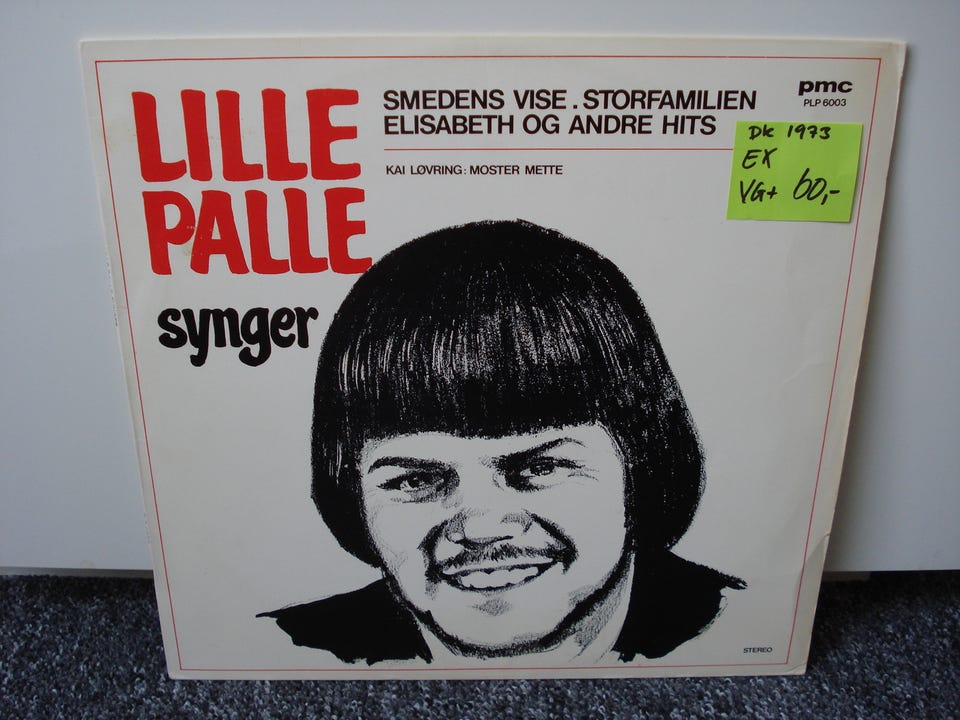 LILLE
PALLE
synger
SMEDENS VISE . STORFAMILIEN
ELISABETH OG ANDRE HITS
KAI LØVRING: MOSTER METTE
pmc
PLP 6003
Dk 1973
EX
VG+ 60,-
STEREO